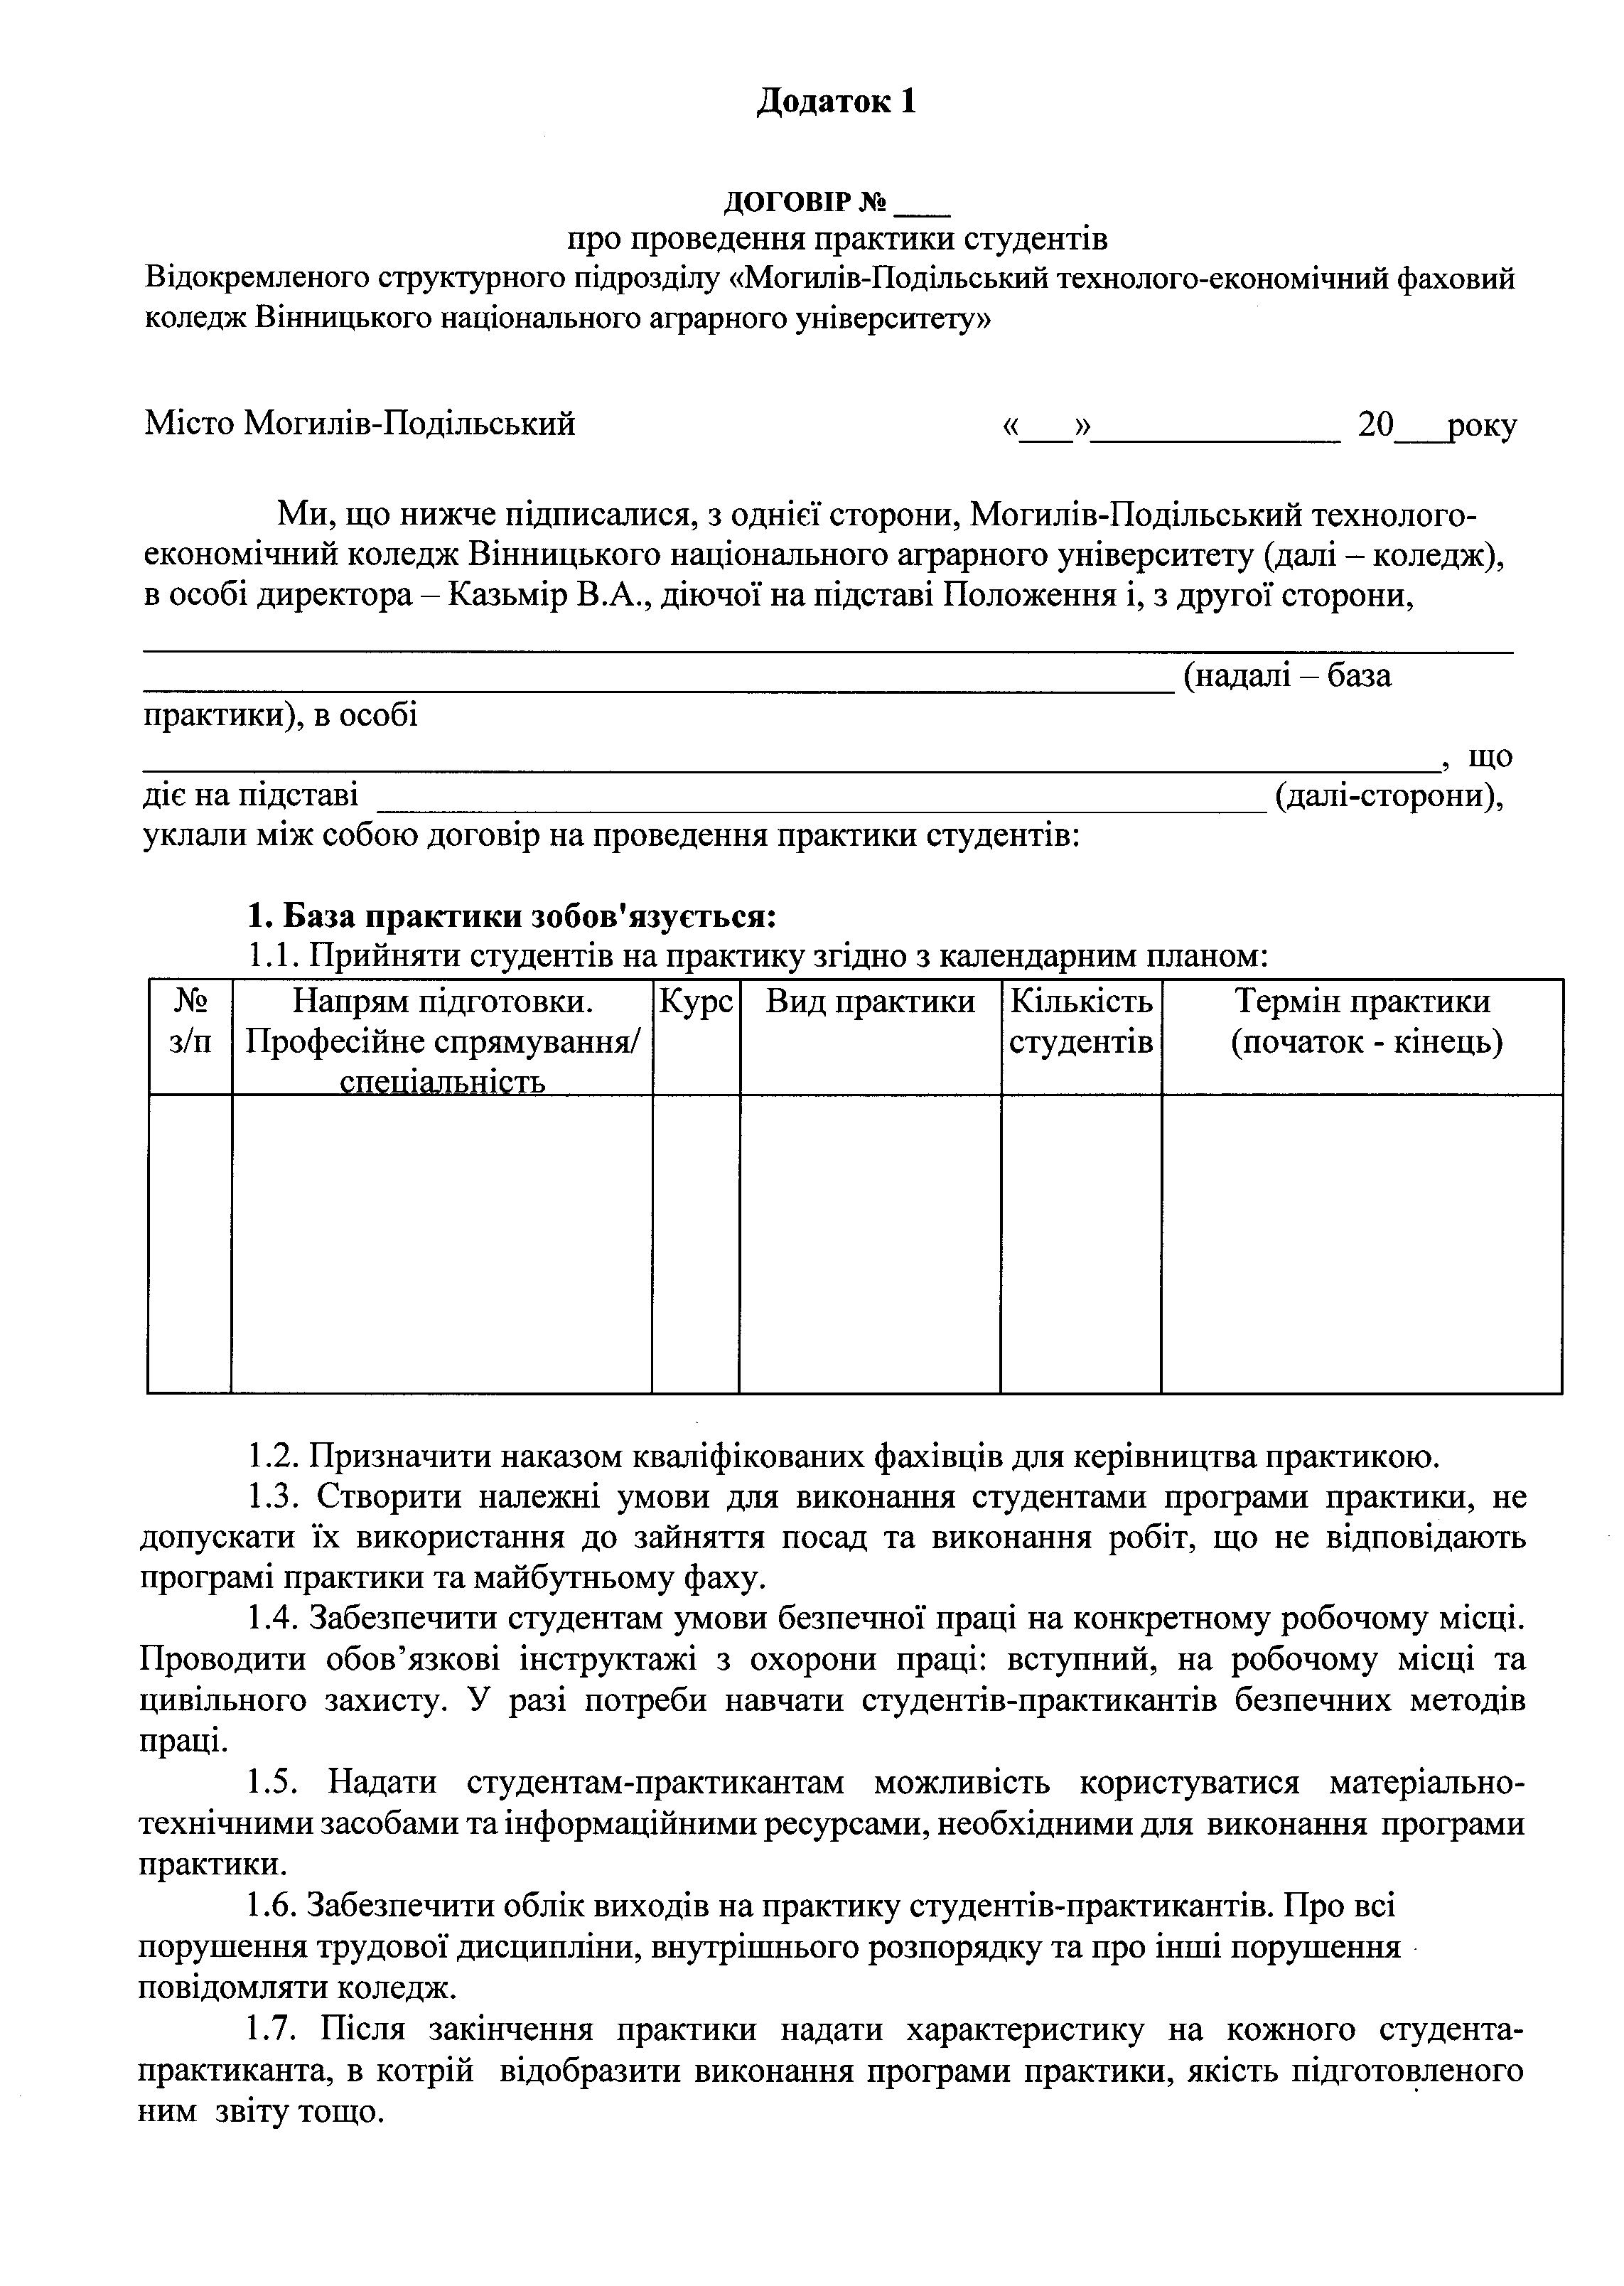 Додаток 1
ДОГОВІР № ____
про проведення практики студентів
Відокремленого структурного підрозділу «Могилів-Подільський технолого-економічний фаховий
коледж Вінницького національного аграрного університету»
Місто Могилів-Подільський «___»______________ 20___року
Ми, що нижче підписалися, з однієї сторони, Могилів-Подільський технолого-
економічний коледж Вінницького національного аграрного університету (далі – коледж),
в особі директора – Казьмір В.А., діючої на підставі Положення і, з другої сторони,
(надалі – база
практики), в особі
, що
діє на підставі ______ (далі-сторони),
уклали між собою договір на проведення практики студентів:
1. База практики зобов'язується:
1.1. Прийняти студентів на практику згідно з календарним планом:
№ Напрям підготовки. Курс Вид практики Кількість Термін практики
з/п Професійне спрямування/ студентів (початок - кінець)
спеціальність
1.2. Призначити наказом кваліфікованих фахівців для керівництва практикою.
1.3. Створити належні умови для виконання студентами програми практики, не
допускати їх використання до зайняття посад та виконання робіт, що не відповідають
програмі практики та майбутньому фаху.
1.4. Забезпечити студентам умови безпечної праці на конкретному робочому місці.
Проводити обов’язкові інструктажі з охорони праці: вступний, на робочому місці та
цивільного захисту. У разі потреби навчати студентів-практикантів безпечних методів
праці.
1.5. Надати студентам-практикантам можливість користуватися матеріально-
технічними засобами та інформаційними ресурсами, необхідними для виконання програми
практики.
1.6. Забезпечити облік виходів на практику студентів-практикантів. Про всі
порушення трудової дисципліни, внутрішнього розпорядку та про інші порушення
повідомляти коледж.
1.7. Після закінчення практики надати характеристику на кожного студента-
практиканта, в котрій відобразити виконання програми практики, якість підготовленого
ним звіту тощо.